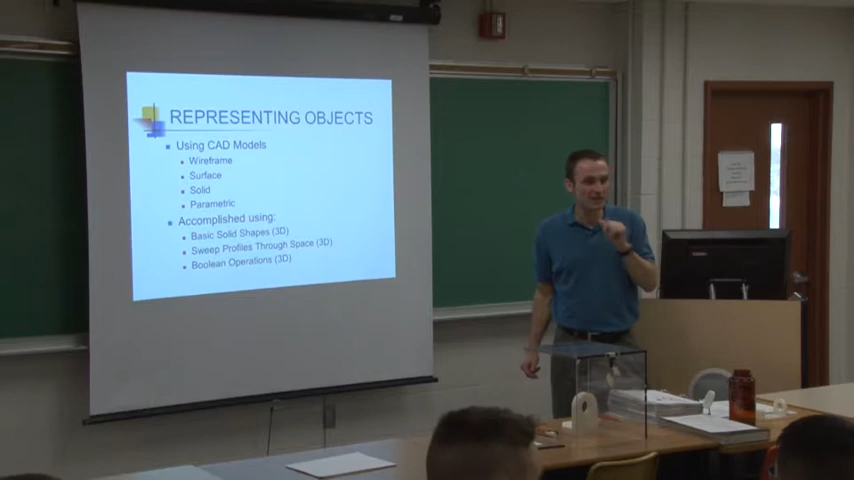 REPRESENTING OBJECTS
Using CAD Models
Wireframe
Surface
Solid
Parametric
Accomplished using:
Basic Solid Shapes (3D)
Sweep Profiles Through Space (3D)
Boolean Operations (3D)